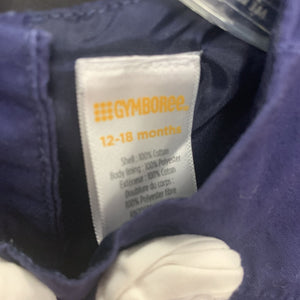 GYMBOREE
12-18 months
Shell : 100% Cotton
Body lining : 100% Polyester
Extérieur : 100% Coton
Doublure du corps :
100% Polyester fibre